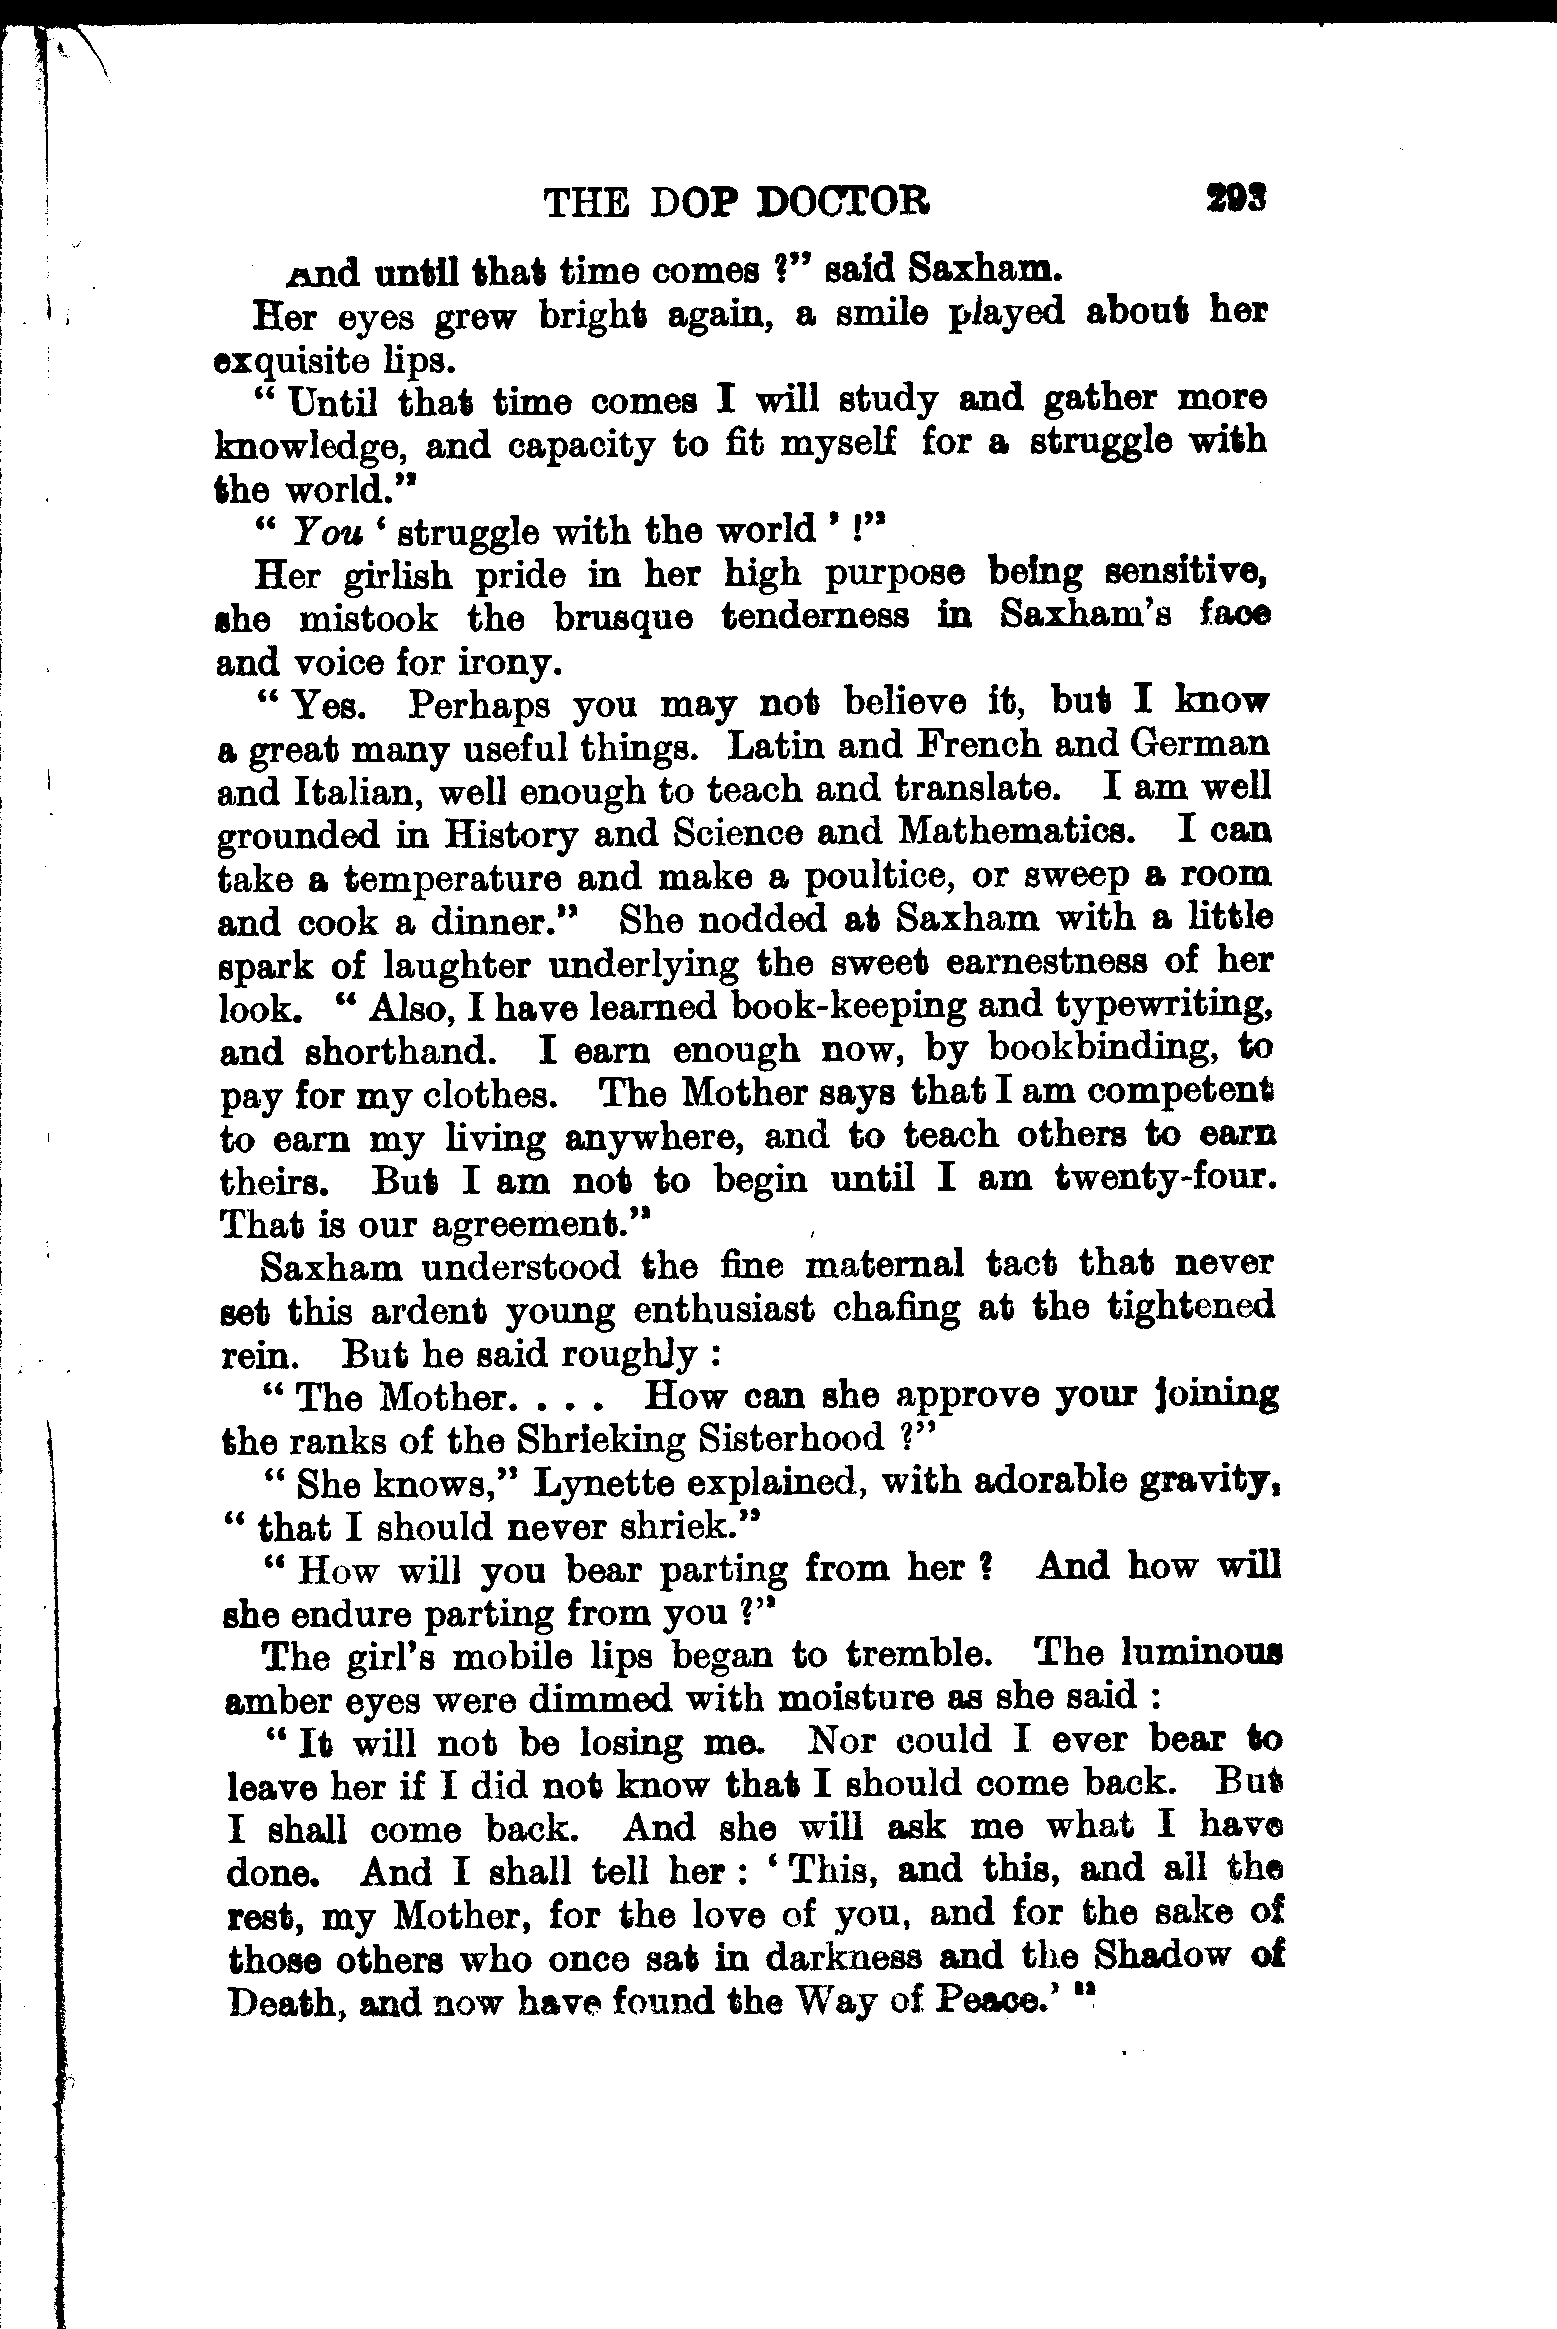 THE DOP DOCTOR 293
And until that time comes ?" said Saxham.
Her eyes grew bright again, a smile played about her
exquisite lips.
" Until that time comes I will study and gather more
knowledge, and capacity to fit myself for a struggle with
the world."
" You ' struggle with the world ' !"
Her girlish pride in her high purpose being sensitive,
she mistook the brusque tenderness in Saxham's face
and voice for irony.
" Yes. Perhaps you may not believe it, but I know
a great many useful things. Latin and French and German
and Italian, well enough to teach and translate. I am well
grounded in History and Science and Mathematics. I can
take a temperature and make a poultice, or sweep a room
and cook a dinner." She nodded at Saxham with a little
spark of laughter underlying the sweet earnestness of her
look. " Also, I have learned book-keeping and typewriting,
and shorthand. I earn enough now, by bookbinding, to
pay for my clothes. The Mother says that I am competent
to earn my living anywhere, and to teach others to earn
theirs. But I am not to begin until I am twenty-four.
That is our agreement."
Saxham understood the fine maternal tact that never
set this ardent young enthusiast chafing at the tightened
rein. But he said roughly :
" The Mother. . . . How can she approve your joining
the ranks of the Shrieking Sisterhood ?"
" She knows," Lynette explained, with adorable gravity,
" that I should never shriek."
" How will you bear parting from her ? And how will
she endure parting from you ?"
The girl's mobile lips began to tremble. The luminous
amber eyes were dimmed with moisture as she said :
" It will not be losing me. Nor could I ever bear to
leave her if I did not know that I should come back. But
I shall come back. And she will ask me what I have
done. And I shall tell her : ' This, and this, and all the
rest, my Mother, for the love of you, and for the sake of
those others who once sat in darkness and the Shadow of
Death, and now have found the Way of Peace.' "